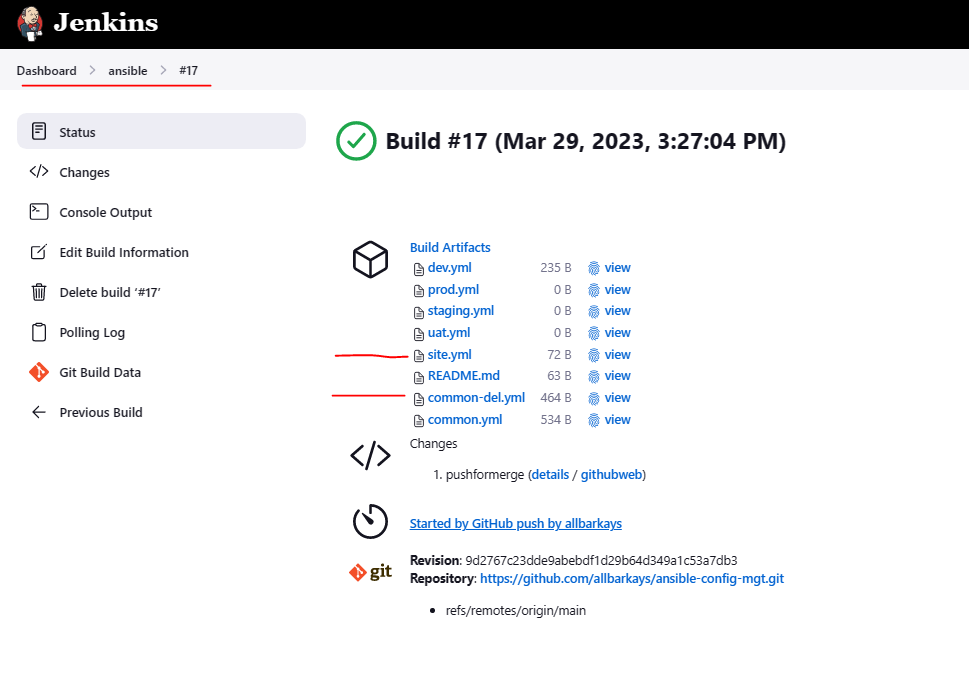 Jenkins
Dashboard > ansible > #17
Status
Changes
Console Output
Edit Build Information
Delete build ‘#17’
Polling Log
Git Build Data
Previous Build
Build #17 (Mar 29, 2023, 3:27:04 PM)
Build Artifacts
dev.yml 235 B view
prod.yml 0 B view
staging.yml 0 B view
uat.yml 0 B view
site.yml 72 B view
README.md 63 B view
common-del.yml 464 B view
common.yml 534 B view
Changes
1. pushformerge (details / githubweb)
Started by GitHub push by allbarkays
git
Revision: 9d2767c23dde9abebdf1d29b64d349a1c53a7db3
Repository: https://github.com/allbarkays/ansible-config-mgt.git
• refs/remotes/origin/main